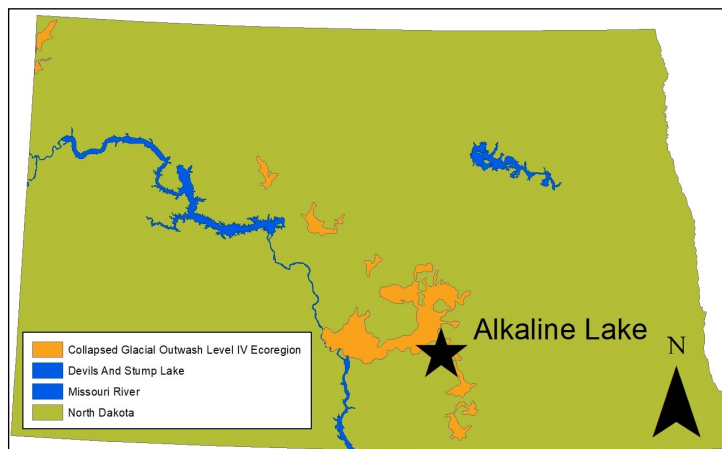 Alkaline Lake
N
Collapsed Glacial Outwash Level IV Ecoregion
Devils And Stump Lake
Missouri River
North Dakota